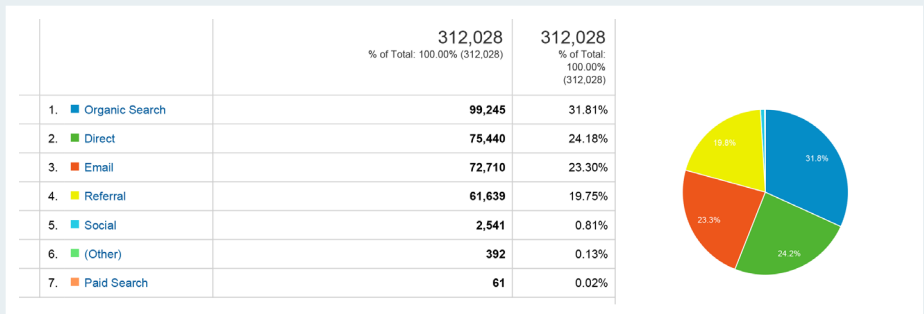 312,028
% of Total: 100.00% (312,028)
312,028
% of Total:
100.00%
(312,028)
1. Organic Search 99,245 31.81%
2. Direct 75,440 24.18%
3. Email 72,710 23.30%
4. Referral 61,639 19.75%
5. Social 2,541 0.81%
6. (Other) 392 0.13%
7. Paid Search 61 0.02%
19.8%
31.8%
23.3%
24.2%